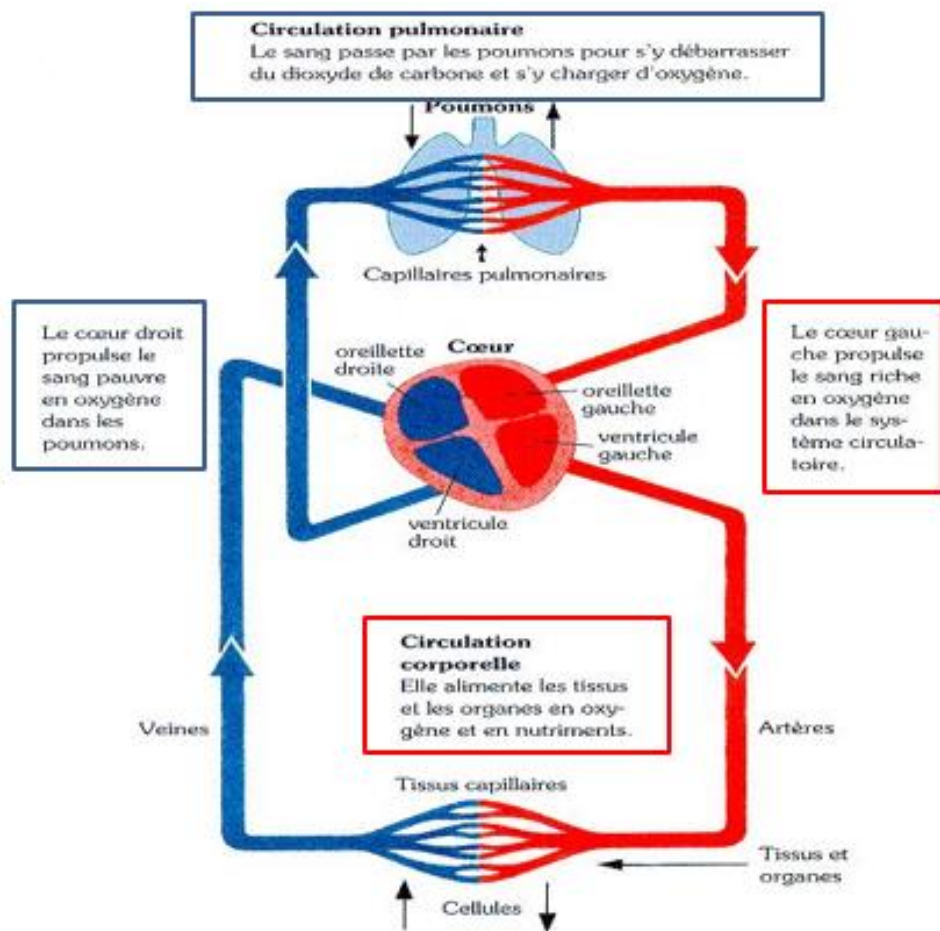 Circulation pulmonaire
Le sang passe par les poumons pour s'y débarrasser
du dioxyde de carbone et s'y charger d'oxygène.
Poumons
Capillaires pulmonaires
Le cœur droit
propulse le
sang pauvre
en oxygène
dans les
poumons.
oreillette
droite
Cœur
oreillette
gauche
ventricule
gauche
ventricule
droit
Le cœur gau-
che propulse
le sang riche
en oxygène
dans le sys-
tème circula-
toire.
Circulation
corporelle
Elle alimente les tissus
et les organes en oxy-
gène et en nutriments.
Veines
Artères
Tissus capillaires
Tissus et
organes
Cellules